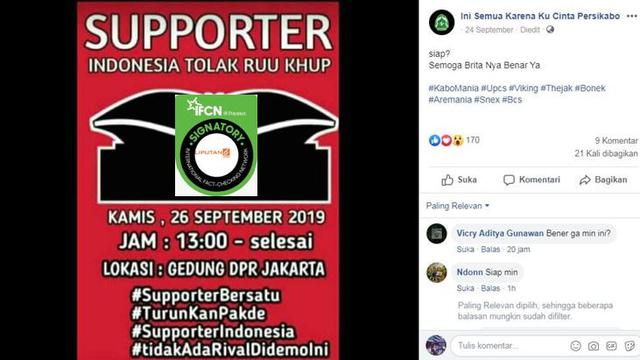 SUPPORTER
INDONESIA TOLAK RUU KHUP
IFCN
SIGNATORY
LIPUTAN6
INTERNATIONAL FACT-CHECKING NETWORK
KAMIS , 26 SEPTEMBER 2019
JAM : 13:00 - selesai
LOKASI : GEDUNG DPR JAKARTA
#SupporterBersatu
#TurunKanPakde
#SupporterIndonesia
#tidakAdaRivalDidemoIni
Ini Semua Karena Ku Cinta Persikabo
24 September · Diedit ·
siap?
Semoga Brita Nya Benar Ya
#KaboMania #Upcs #Viking #Thejak #Bonek
#Aremania #Snex #Bcs
170
9 Komentar
21 Kali dibagikan
Suka Komentari Bagikan
Paling Relevan
Vicry Aditya Gunawan Bener ga min ini?
Suka · Balas · 20 jam
Ndonn Siap min
Suka · Balas · 1h
Paling Relevan dipilih, sehingga beberapa
balasan mungkin sudah difilter.
Tulis komentar...